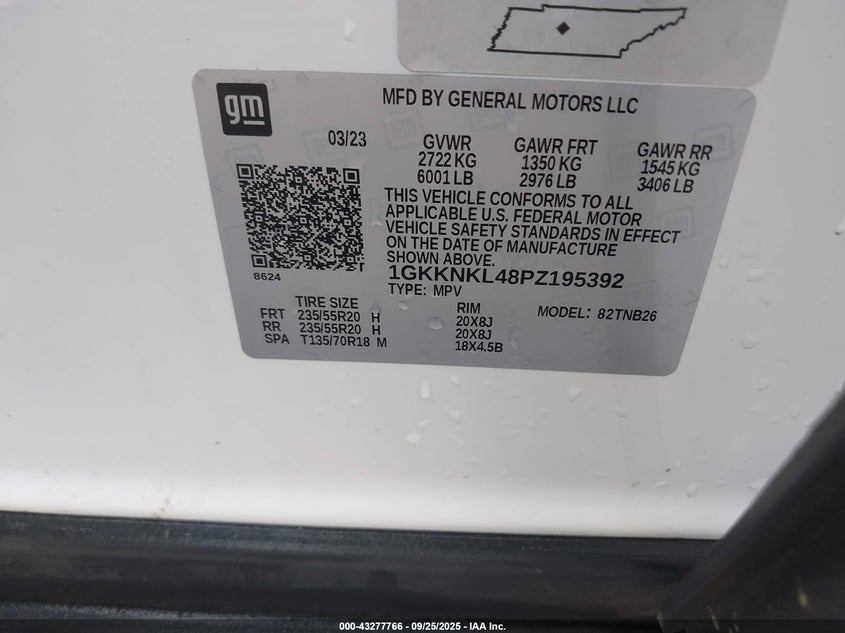 gm
MFD BY GENERAL MOTORS LLC
03/23
GVWR GAWR FRT GAWR RR
2722 KG 1350 KG 1545 KG
6001 LB 2976 LB 3406 LB
THIS VEHICLE CONFORMS TO ALL
APPLICABLE U.S. FEDERAL MOTOR
VEHICLE SAFETY STANDARDS IN EFFECT
ON THE DATE OF MANUFACTURE
SHOWN ABOVE.
8624
1GKKNKL48PZ195392
TYPE: MPV
TIRE SIZE RIM MODEL: 82TNB26
FRT 235/55R20 H 20X8J
RR 235/55R20 H 20X8J
SPA T135/70R18 M 18X4.5B
000-43277766 - 09/25/2025 - IAA Inc.